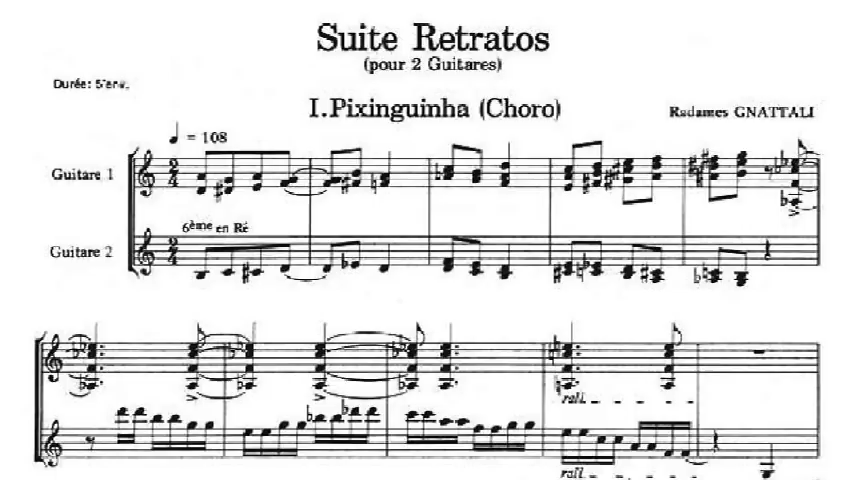 Suite Retratos
(pour 2 Guitares)
Durée: 5'env.
I. Pixinguinha (Choro)
Radames GNATTALI
♩ = 108
Guitare 1
6ème en Ré
Guitare 2
rall.
rall.